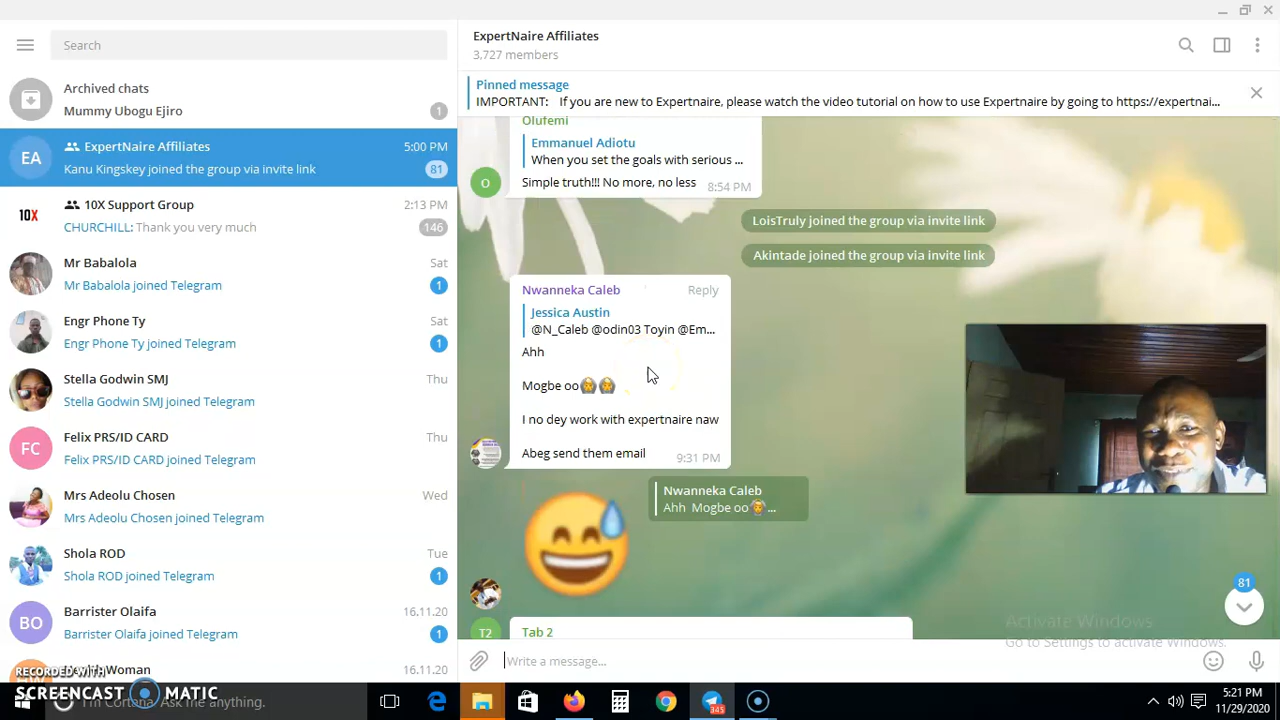 Search
Archived chats
Mummy Ubogu Ejiro
1
EA
ExpertNaire Affiliates
5:00 PM
Kanu Kingskey joined the group via invite link
81
10X
10X Support Group
2:13 PM
CHURCHILL: Thank you very much
146
Mr Babalola
Sat
Mr Babalola joined Telegram
1
Engr Phone Ty
Sat
Engr Phone Ty joined Telegram
1
Stella Godwin SMJ
Thu
Stella Godwin SMJ joined Telegram
FC
Felix PRS/ID CARD
Thu
Felix PRS/ID CARD joined Telegram
Mrs Adeolu Chosen
Wed
Mrs Adeolu Chosen joined Telegram
Shola ROD
Tue
Shola ROD joined Telegram
1
BO
Barrister Olaifa
16.11.20
Barrister Olaifa joined Telegram
1
Woman
16.11.20
RECORDED WITH
SCREENCAST MATIC
I'm Cortana. Ask me anything.
ExpertNaire Affiliates
3,727 members
Pinned message
IMPORTANT: If you are new to Expertnaire, please watch the video tutorial on how to use Expertnaire by going to https://expertnai...
Olufemi
Emmanuel Adiotu
When you set the goals with serious ...
Simple truth!!! No more, no less
8:54 PM
O
LoisTruly joined the group via invite link
Akintade joined the group via invite link
Nwanneka Caleb
Reply
Jessica Austin
@N_Caleb @odin03 Toyin @Em...
Ahh
Mogbe oo🙆🙆
I no dey work with expertnaire naw
Abeg send them email
9:31 PM
Nwanneka Caleb
Ahh Mogbe oo🙆...
81
T2
Tab 2
Activate Windows
Go to Settings to activate Windows.
Write a message...
345
5:21 PM
11/29/2020